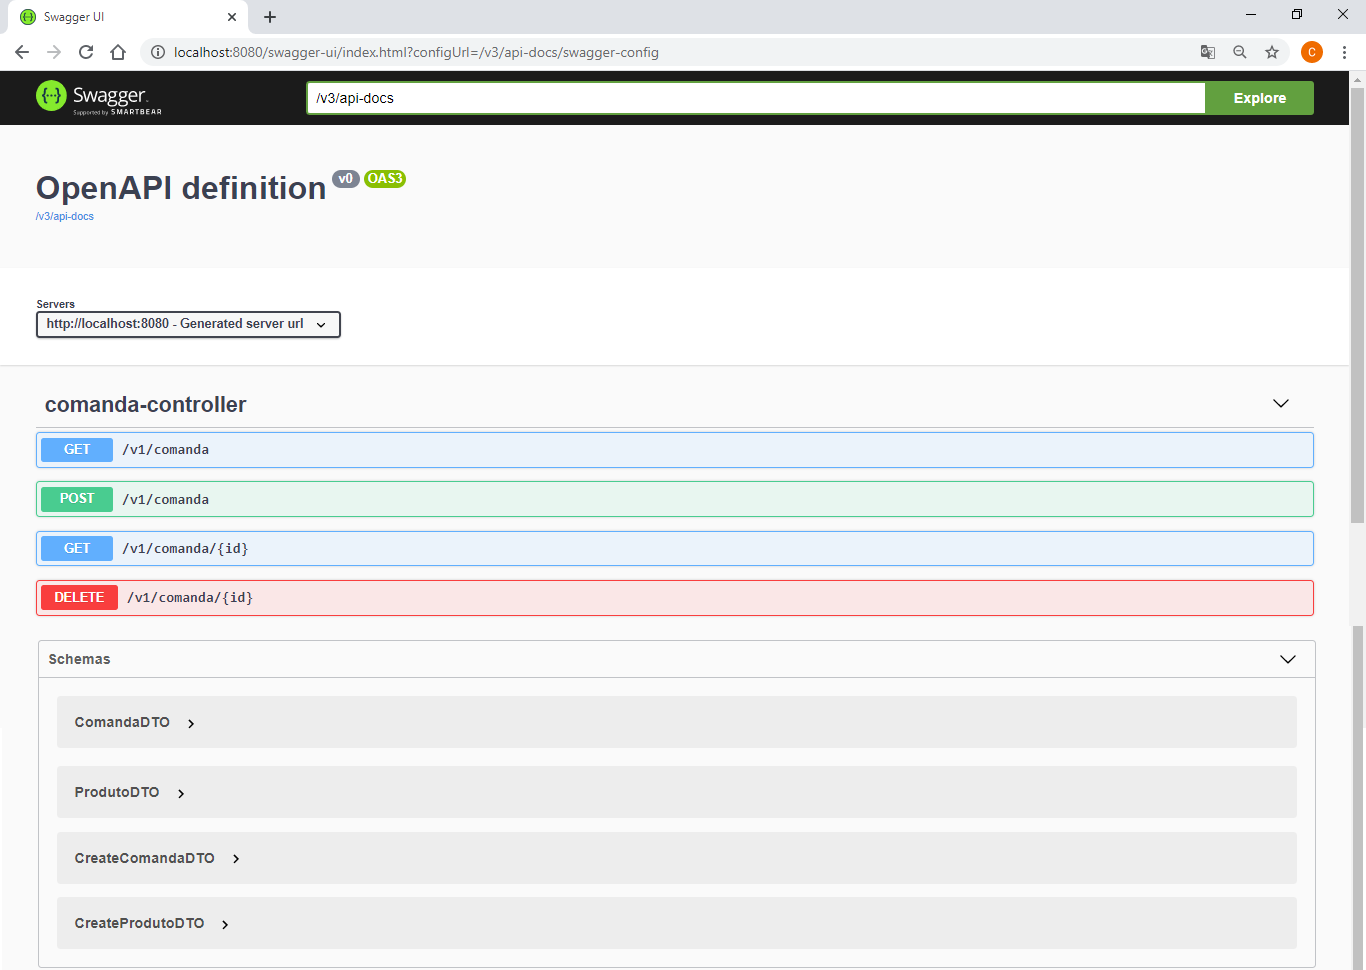 Swagger UI
localhost:8080/swagger-ui/index.html?configUrl=/v3/api-docs/swagger-config
C
Swagger
Supported by SMARTBEAR
/v3/api-docs
Explore
OpenAPI definition v0 OAS3
/v3/api-docs
Servers
http://localhost:8080 - Generated server url
comanda-controller
GET /v1/comanda
POST /v1/comanda
GET /v1/comanda/{id}
DELETE /v1/comanda/{id}
Schemas
ComandaDTO
ProdutoDTO
CreateComandaDTO
CreateProdutoDTO